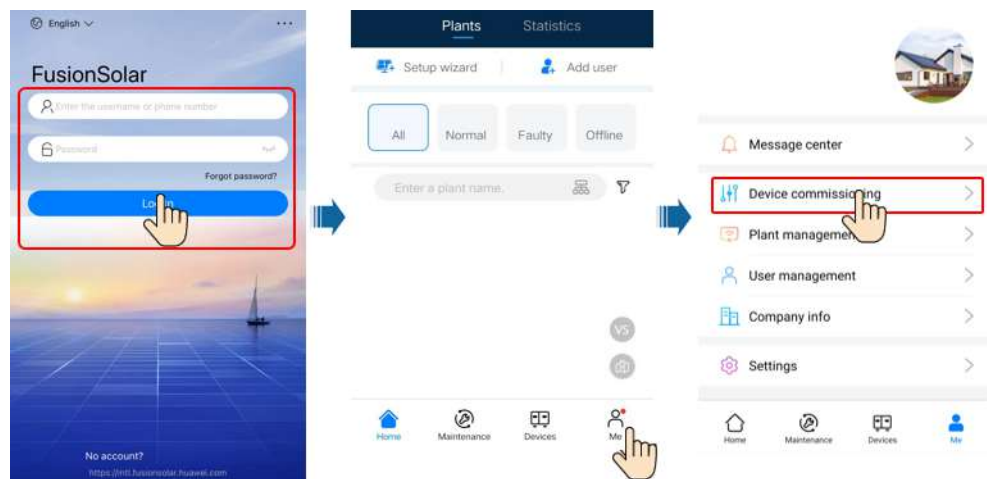 English
FusionSolar
Enter the username or phone number
Password
Forgot password?
No account?
https://intl.fusionsolar.huawei.com
Plants Statistics
Setup wizard Add user
All Normal Faulty Offline
Enter a plant name.
VS
Home Maintenance Devices Me
Message center
Device commissioning
Plant management
User management
Company info
Settings
Home Maintenance Devices Me